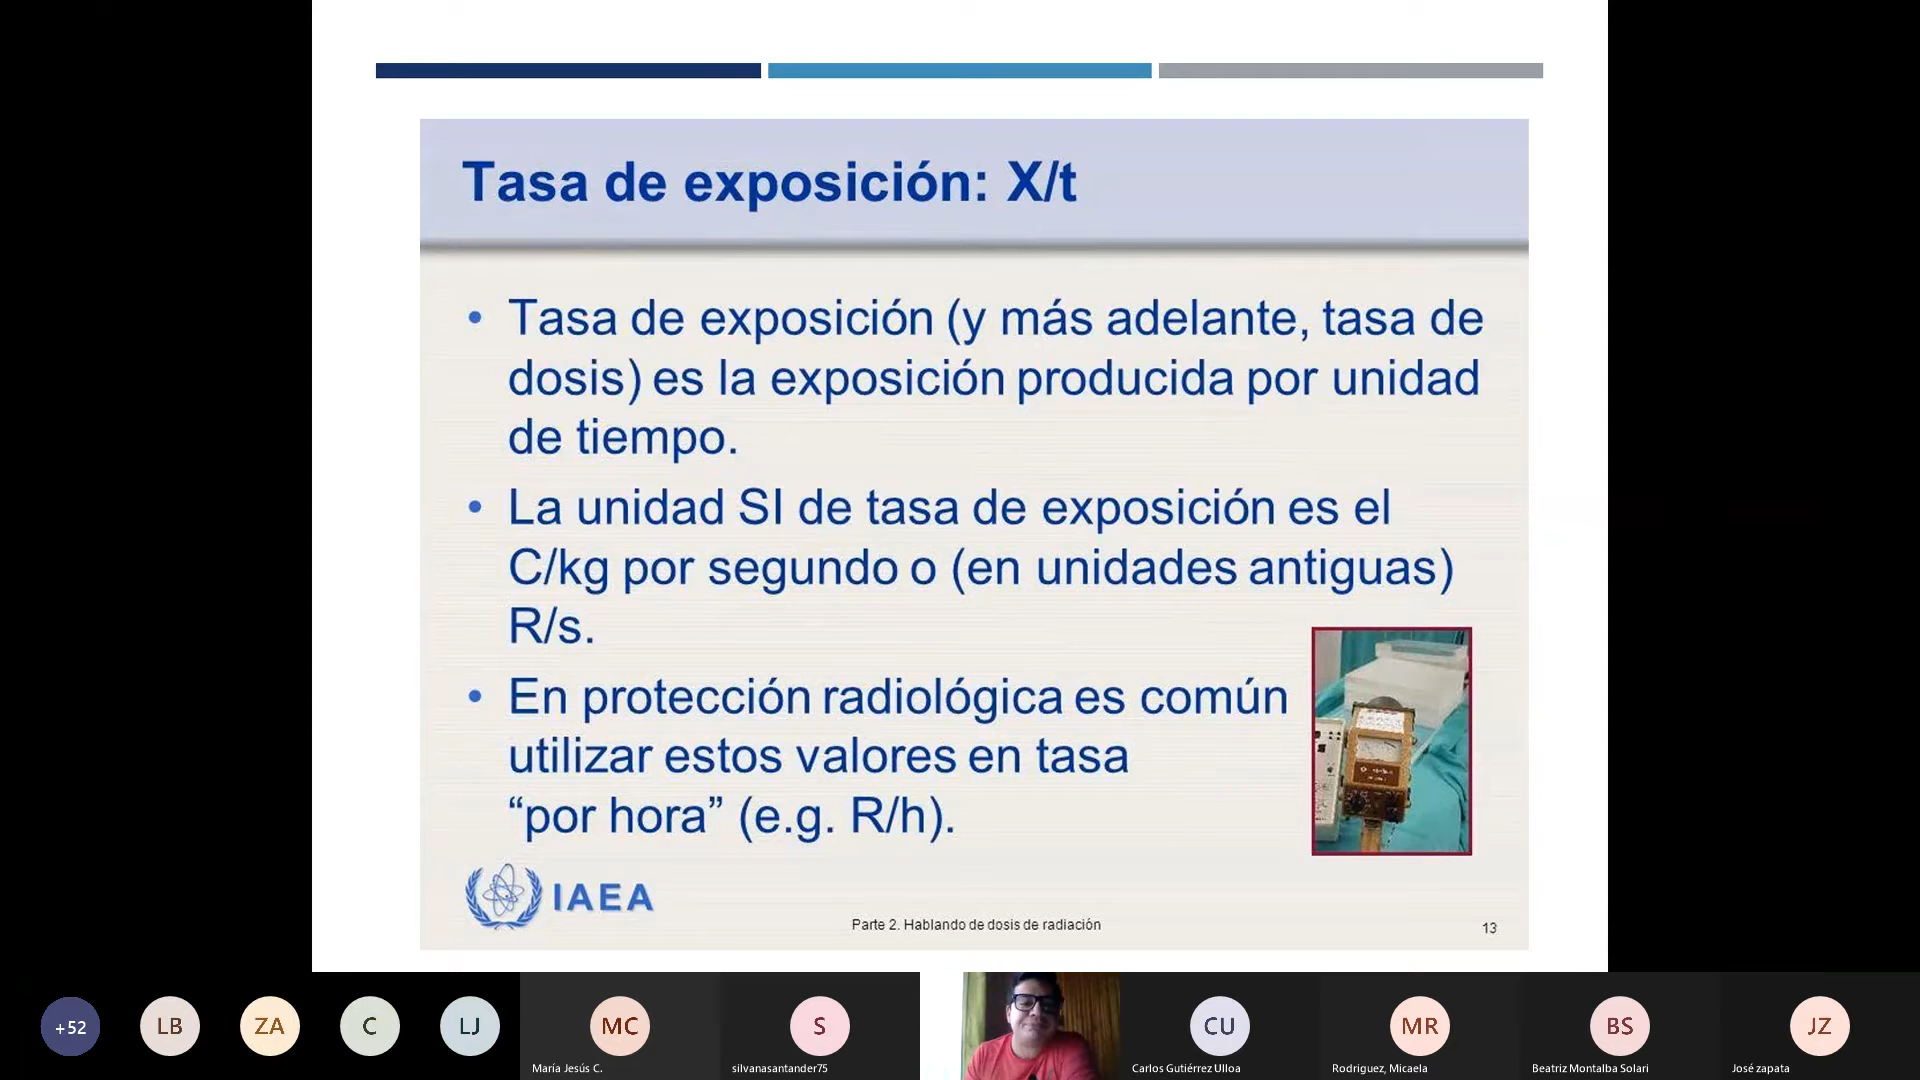 Tasa de exposición: X/t
• Tasa de exposición (y más adelante, tasa de
dosis) es la exposición producida por unidad
de tiempo.
• La unidad SI de tasa de exposición es el
C/kg por segundo o (en unidades antiguas)
R/s.
• En protección radiológica es común
utilizar estos valores en tasa
“por hora” (e.g. R/h).
IAEA
Parte 2. Hablando de dosis de radiación
13
+52
LB
ZA
C
LJ
MC
S
CU
MR
BS
JZ
María Jesús C.
silvanasantander75
Carlos Gutiérrez Ulloa
Rodriguez, Micaela
Beatriz Montalba Solari
José zapata